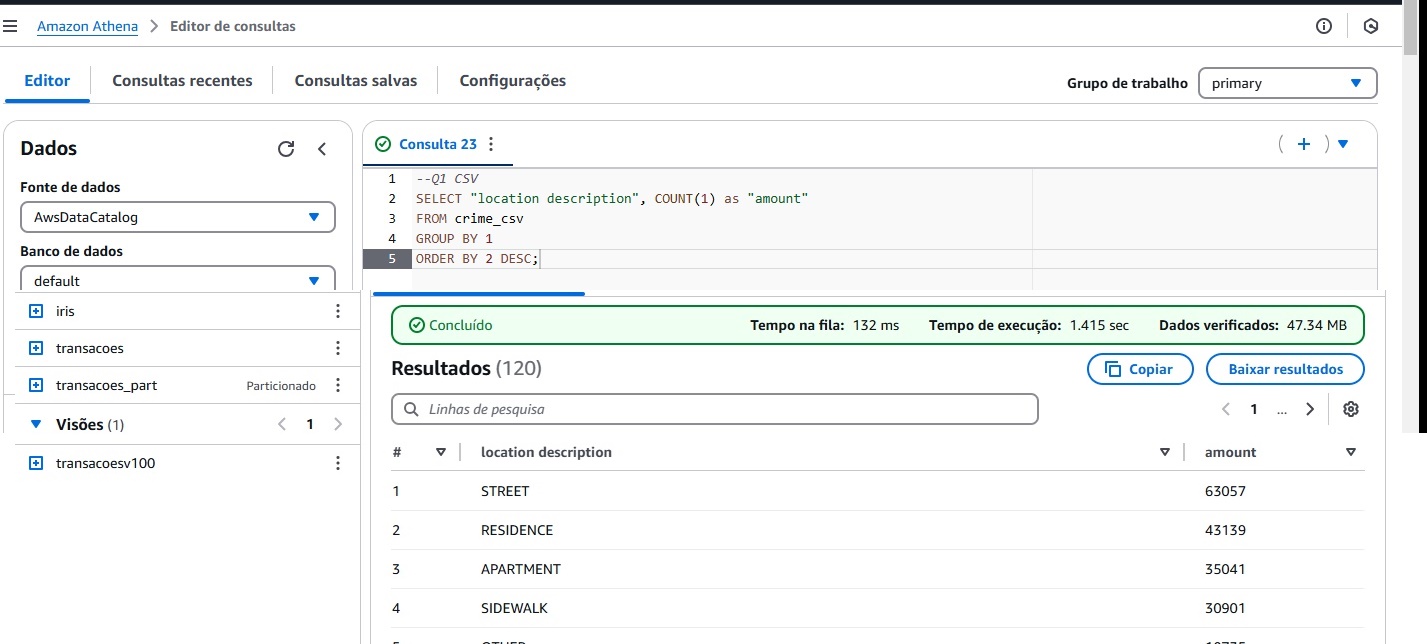 Amazon Athena > Editor de consultas
Editor Consultas recentes Consultas salvas Configurações
Grupo de trabalho primary
Dados
Fonte de dados
AwsDataCatalog
Banco de dados
default
iris
transacoes
transacoes_part Particionado
Visões (1) < 1 >
transacoesv100
Consulta 23
1 --Q1 CSV
2 SELECT "location description", COUNT(1) as "amount"
3 FROM crime_csv
4 GROUP BY 1
5 ORDER BY 2 DESC;
Concluído Tempo na fila: 132 ms Tempo de execução: 1.415 sec Dados verificados: 47.34 MB
Resultados (120) Copiar Baixar resultados
Linhas de pesquisa < 1 ... >
# location description amount
1 STREET 63057
2 RESIDENCE 43139
3 APARTMENT 35041
4 SIDEWALK 30901